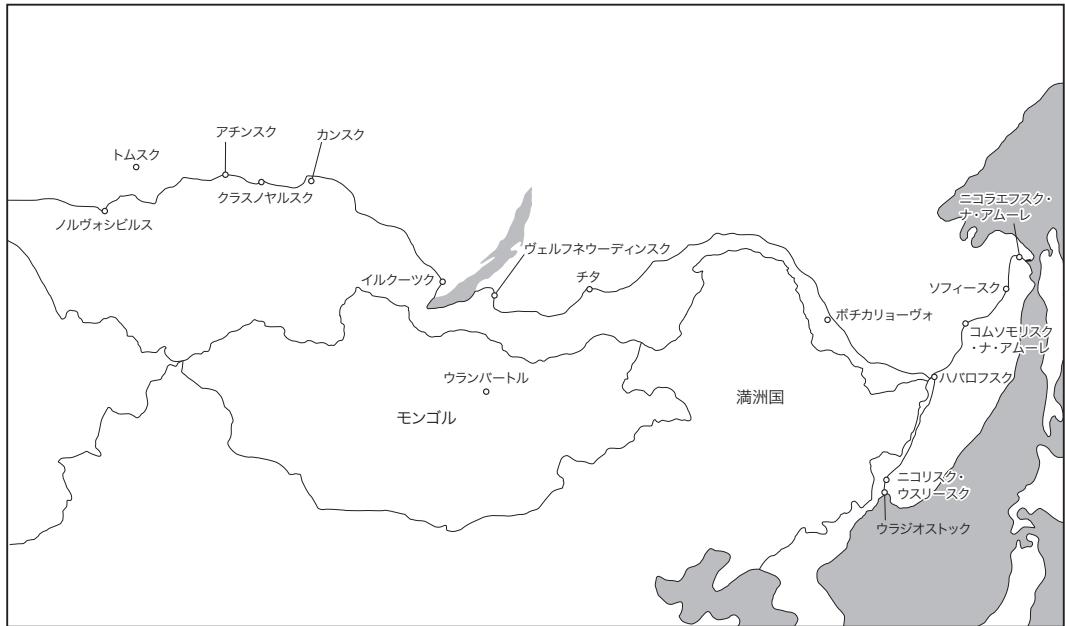 アチンスク
カンスク
トムスク
クラスノヤルスク
ノルヴォシビルス
ニコラエフスク・
ナ・アムーレ
ヴェルフネウーディンスク
イルクーツク
チタ
ソフィースク
ボチカリョーヴォ
コムソモリスク
・ナ・アムーレ
ウランバートル
ハバロフスク
満洲国
モンゴル
ニコリスク・
ウスリースク
ウラジオストック